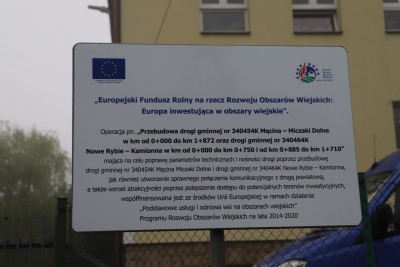 „Europejski Fundusz Rolny na rzecz Rozwoju Obszarów Wiejskich:
Europa inwestująca w obszary wiejskie".
Operacja pn. „Przebudowa drogi gminnej nr 340454K Męcina – Miczaki Dolne
w km od 0+000 do km 1+872 oraz drogi gminnej nr 340464K
Nowe Rybie – Kamionna w km od 0+000 do 0+750 i od km 0+885 do km 1+710"
mająca na celu poprawę parametrów technicznych i nośności drogi poprzez przebudowę
drogi gminnej nr 340454K Męcina Miczaki Dolne i drogi gminnej nr 340464K Nowe Rybie – Kamionna,
jak również utworzenie sprawnego połączenia komunikacyjnego z drogą powiatową,
a także wzrost atrakcyjności poprzez polepszenie dostępu do potencjalnych terenów inwestycyjnych,
współfinansowana jest ze środków Unii Europejskiej w ramach działania
„Podstawowe usługi i odnowa wsi na obszarach wiejskich"
Programu Rozwoju Obszarów Wiejskich na lata 2014-2020